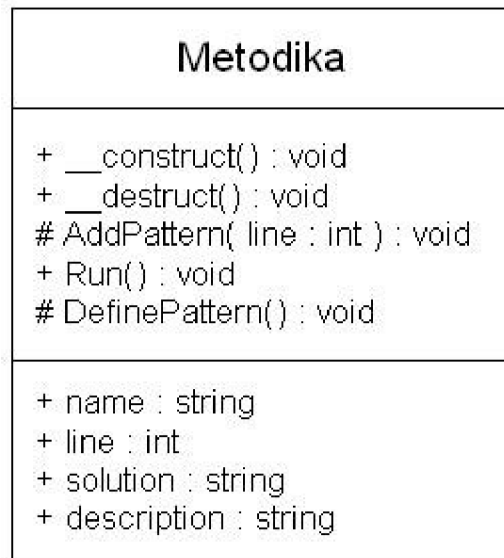 Metodika
+ __construct() : void
+ __destruct() : void
# AddPattern( line : int ) : void
+ Run() : void
# DefinePattern() : void
+ name : string
+ line : int
+ solution : string
+ description : string